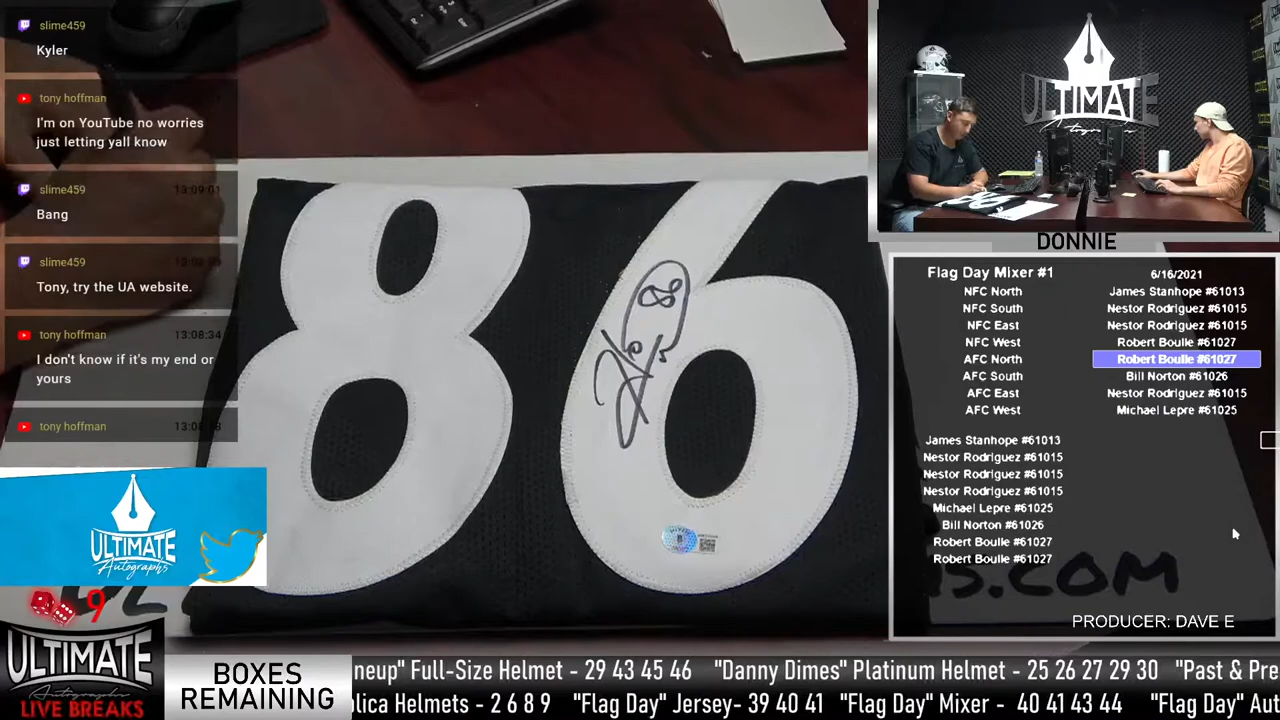 slime459
Kyler
tony hoffman
I'm on YouTube no worries
just letting yall know
slime459
13:09:01
Bang
slime459
Tony, try the UA website.
tony hoffman
13:08:34
I don't know if it's my end or
yours
tony hoffman
86
86
ULTIMATE
Autographs
9
ULTIMATE
Autographs
LIVE BREAKS
BOXES
REMAINING
ULTIMATE
DONNIE
Flag Day Mixer #1
6/16/2021
NFC North
James Stanhope #61013
NFC South
Nestor Rodriguez #61015
NFC East
Nestor Rodriguez #61015
NFC West
Robert Boulle #61027
AFC North
Robert Boulle #61027
AFC South
Bill Norton #61026
AFC East
Nestor Rodriguez #61015
AFC West
Michael Lepre #61025
James Stanhope #61013
Nestor Rodriguez #61015
Nestor Rodriguez #61015
Nestor Rodriguez #61015
Michael Lepre #61025
Bill Norton #61026
Robert Boulle #61027
Robert Boulle #61027
S.COM
PRODUCER: DAVE E
neup" Full-Size Helmet - 29 43 45 46 "Danny Dimes" Platinum Helmet - 25 26 27 29 30 "Past & Pre
lica Helmets - 2 6 8 9 "Flag Day" Jersey- 39 40 41 "Flag Day" Mixer - 40 41 43 44 "Flag Day" Aut